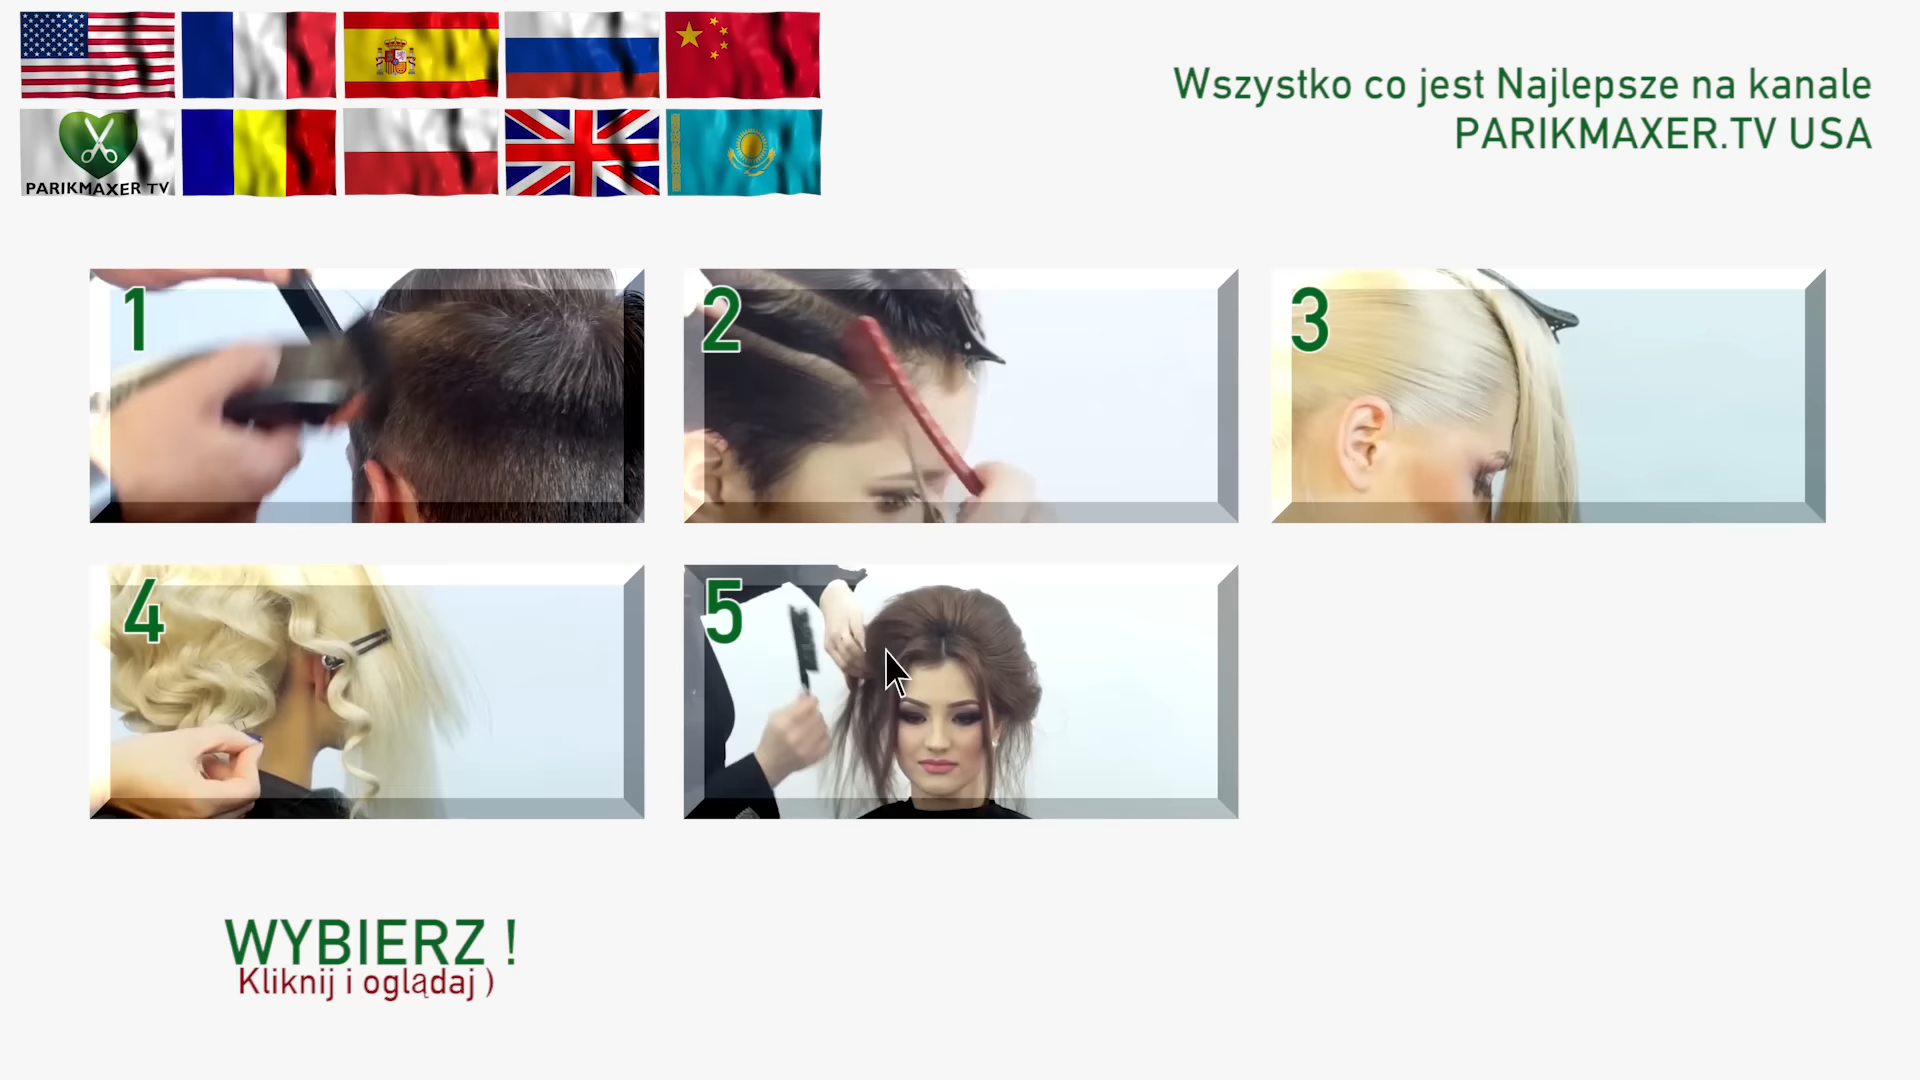 PARIKMAXER TV
Wszystko co jest Najlepsze na kanale
PARIKMAXER.TV USA
1
2
3
4
5
WYBIERZ !
Kliknij i oglądaj )